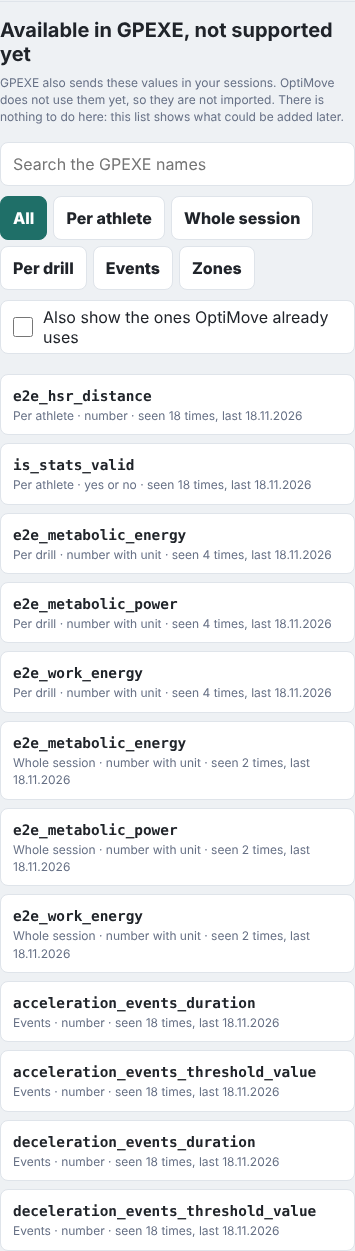 Available in GPEXE, not supported
yet
GPEXE also sends these values in your sessions. OptiMove
does not use them yet, so they are not imported. There is
nothing to do here: this list shows what could be added later.
Search the GPEXE names
All Per athlete Whole session
Per drill Events Zones
Also show the ones OptiMove already
uses
e2e_hsr_distance
Per athlete · number · seen 18 times, last 18.11.2026
is_stats_valid
Per athlete · yes or no · seen 18 times, last 18.11.2026
e2e_metabolic_energy
Per drill · number with unit · seen 4 times, last 18.11.2026
e2e_metabolic_power
Per drill · number with unit · seen 4 times, last 18.11.2026
e2e_work_energy
Per drill · number with unit · seen 4 times, last 18.11.2026
e2e_metabolic_energy
Whole session · number with unit · seen 2 times, last
18.11.2026
e2e_metabolic_power
Whole session · number with unit · seen 2 times, last
18.11.2026
e2e_work_energy
Whole session · number with unit · seen 2 times, last
18.11.2026
acceleration_events_duration
Events · number · seen 18 times, last 18.11.2026
acceleration_events_threshold_value
Events · number · seen 18 times, last 18.11.2026
deceleration_events_duration
Events · number · seen 18 times, last 18.11.2026
deceleration_events_threshold_value
Events · number · seen 18 times, last 18.11.2026